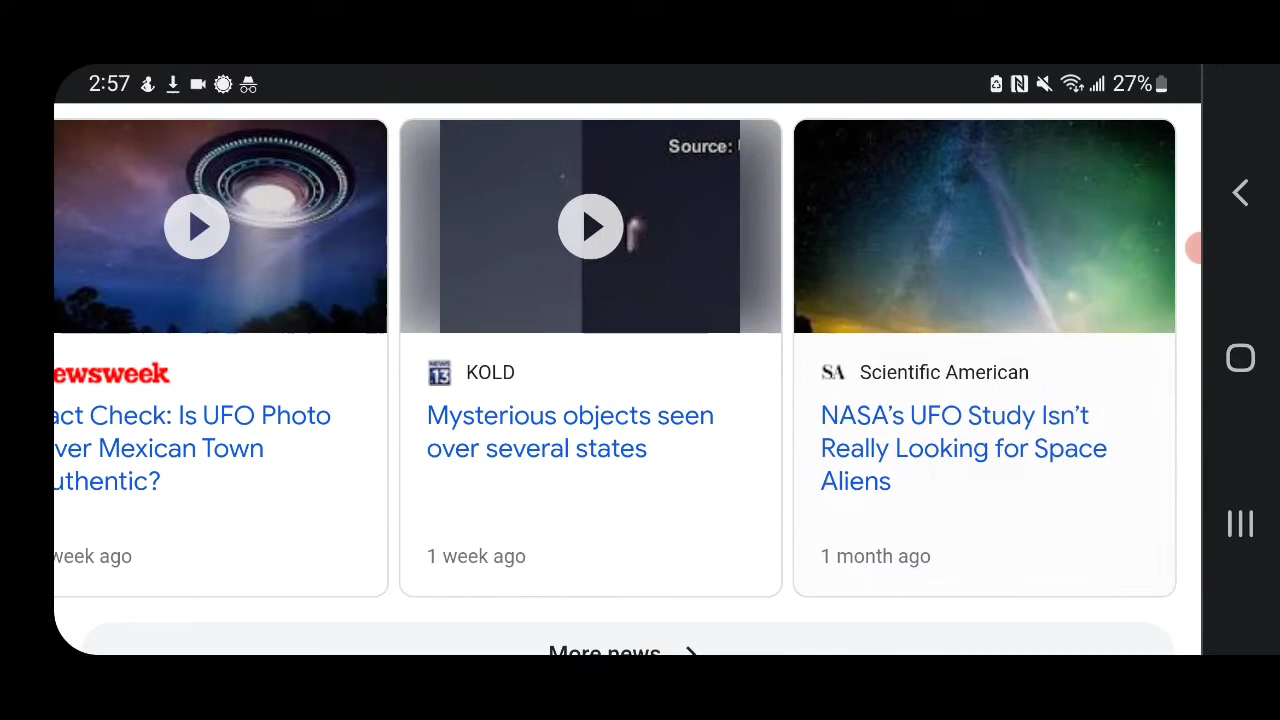 2:57
27%
Source:
ewsweek
act Check: Is UFO Photo
ver Mexican Town
uthentic?
week ago
NEWS
13
KOLD
Mysterious objects seen
over several states
1 week ago
SA
Scientific American
NASA's UFO Study Isn't
Really Looking for Space
Aliens
1 month ago
More news